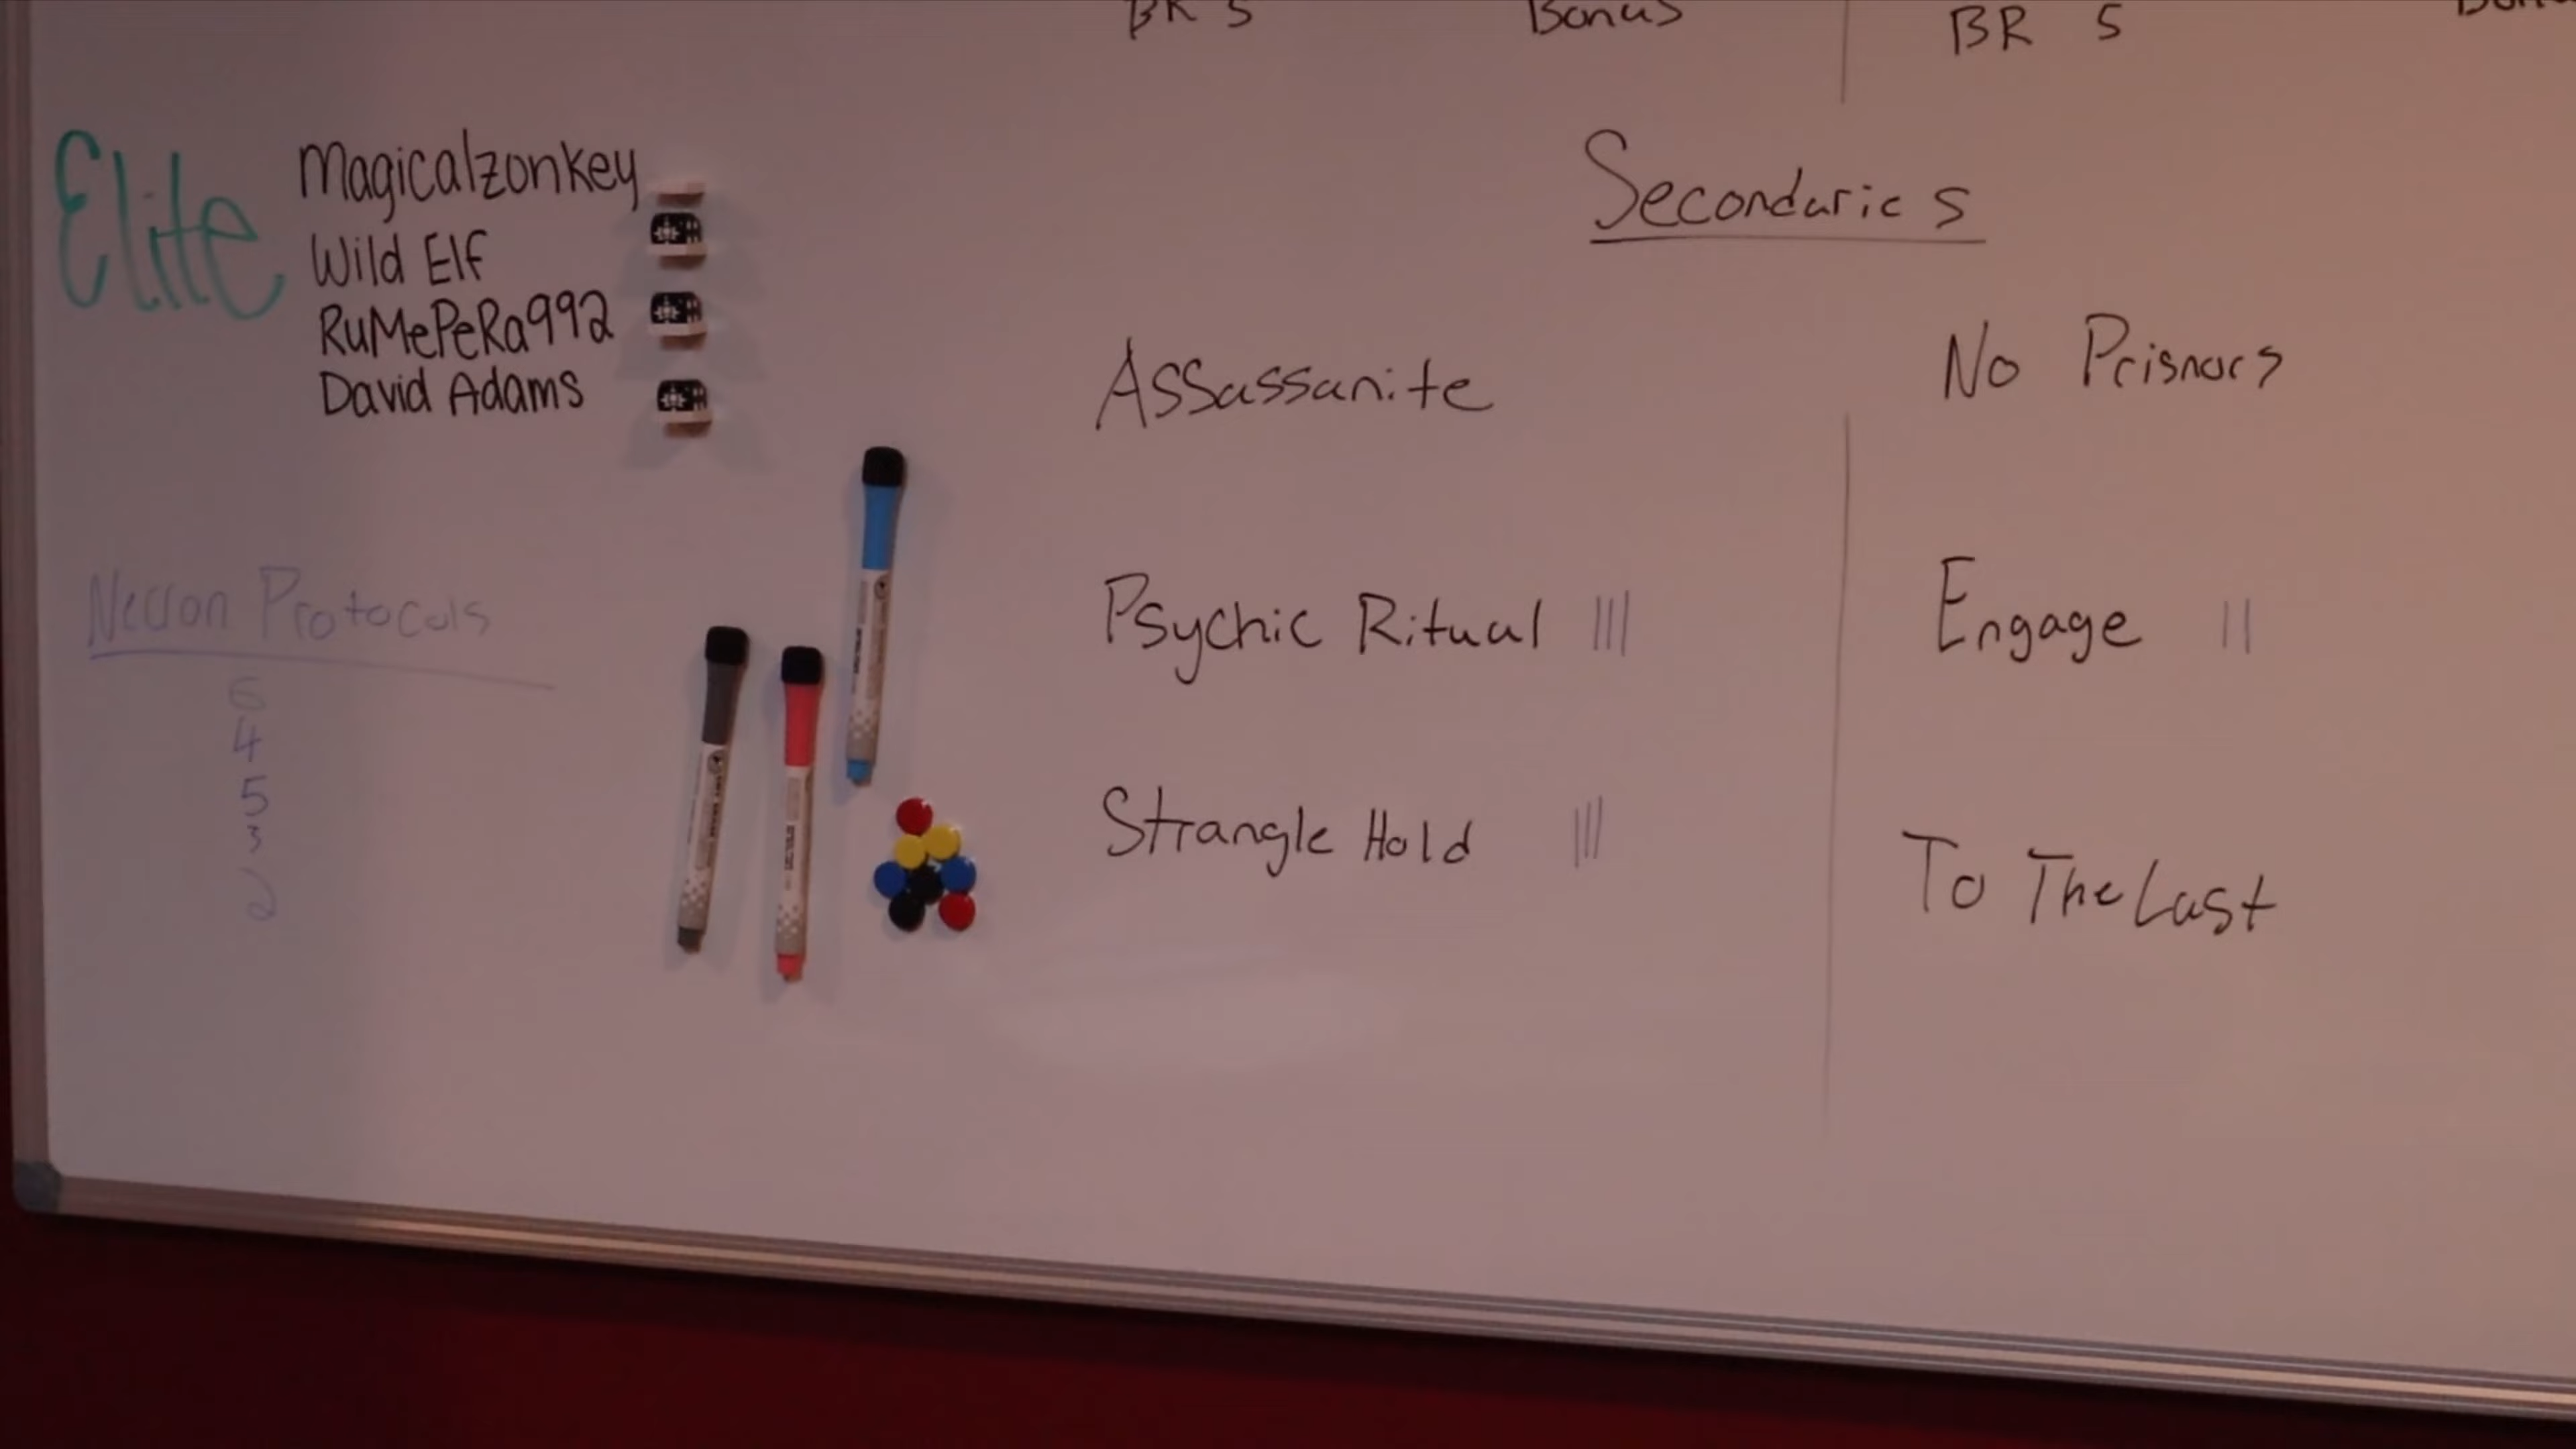 BR 5 Bonus
BR 5
Elite
Magicalzonkey
Wild Elf
RuMePeRa992
David Adams
Necron Protocols
6
4
5
3
2
Secondaries
Assassanite
Psychic Ritual |||
Strangle Hold |||
No Prisnors
Engage ||
To The Last